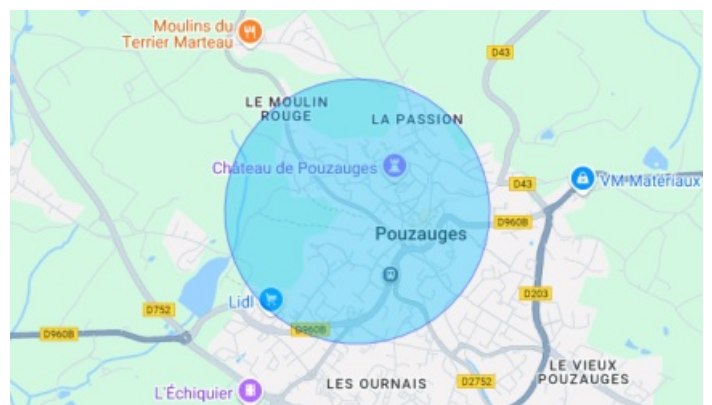 Moulins du
Terrier Marteau
D43
LE MOULIN
ROUGE
LA PASSION
Château de Pouzauges
D43
VM Matériaux
D960B
Pouzauges
Lidl
D203
D752
D960B
D960B
LE VIEUX
POUZAUGES
L'Échiquier
LES OURNAIS
D2752